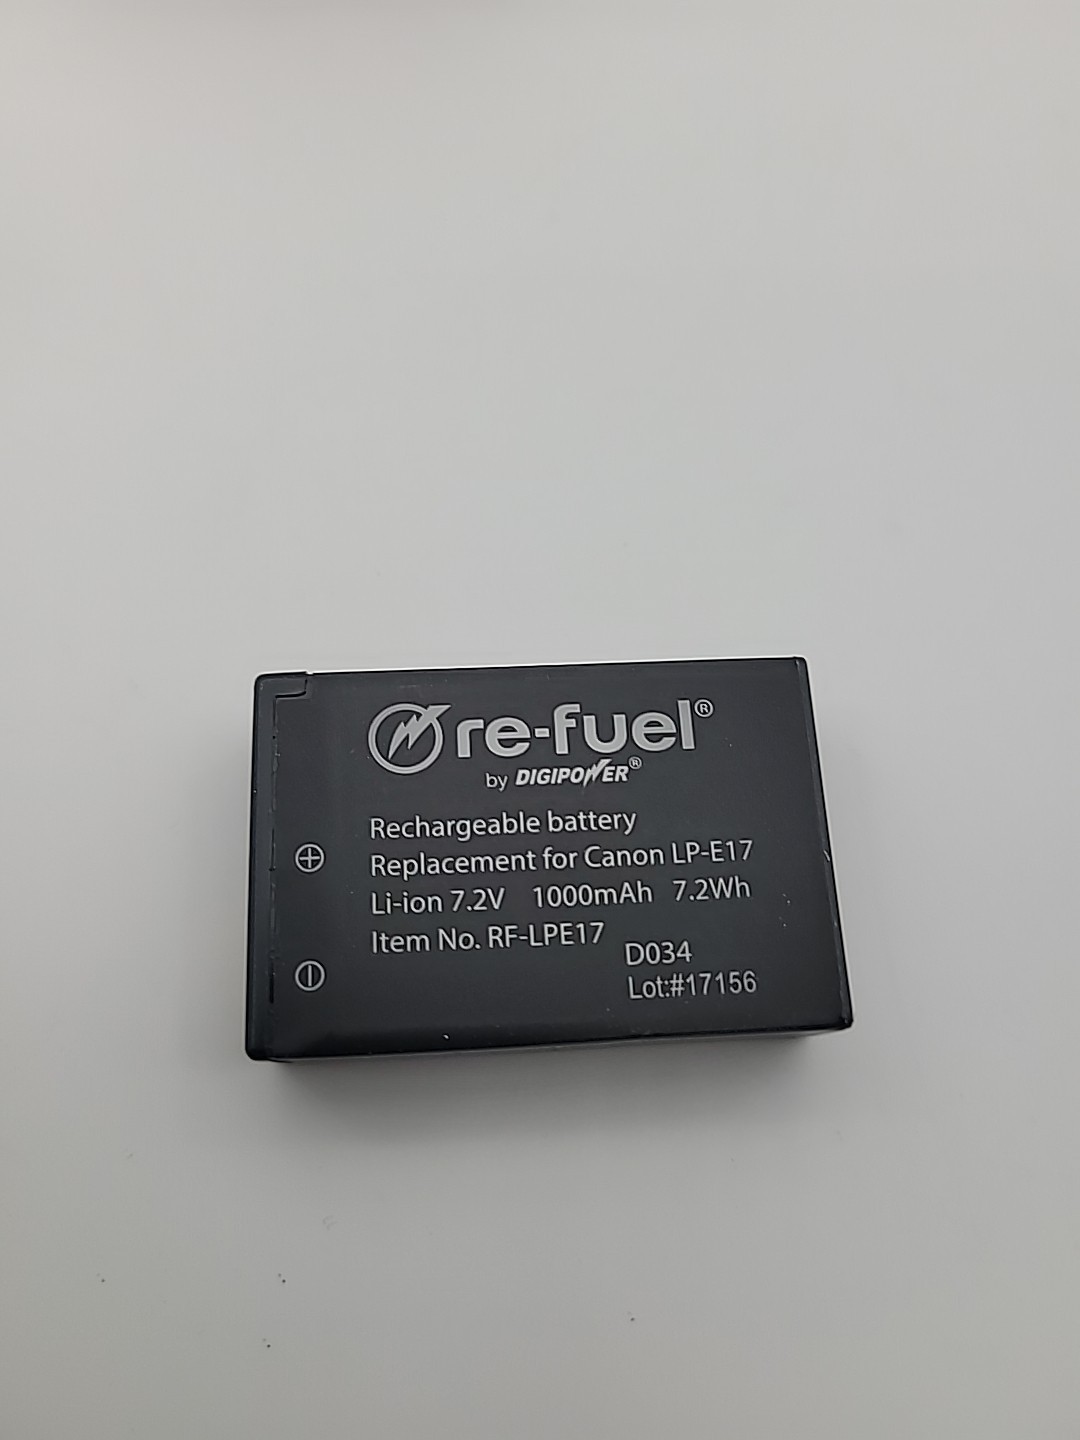 re-fuel®
by DIGIPOWER®
Rechargeable battery
Replacement for Canon LP-E17
Li-ion 7.2V 1000mAh 7.2Wh
Item No. RF-LPE17
D034
Lot:#17156